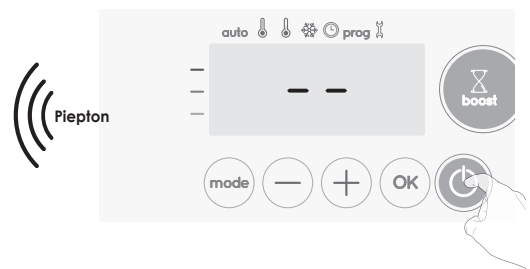 auto prog
boost
Piepton
– –
mode – + OK